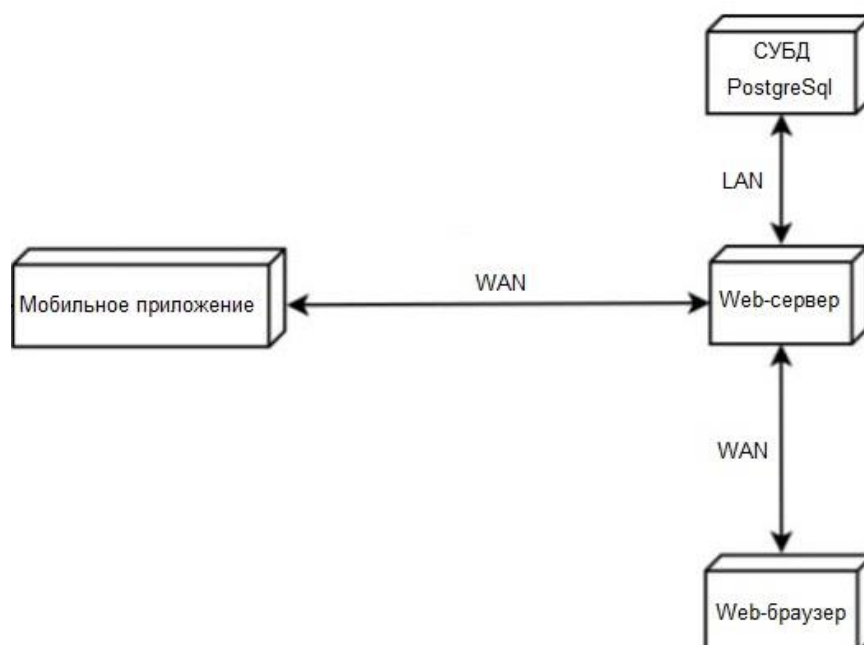 СУБД
PostgreSql
LAN
WAN
Мобильное приложение
Web-сервер
WAN
Web-браузер